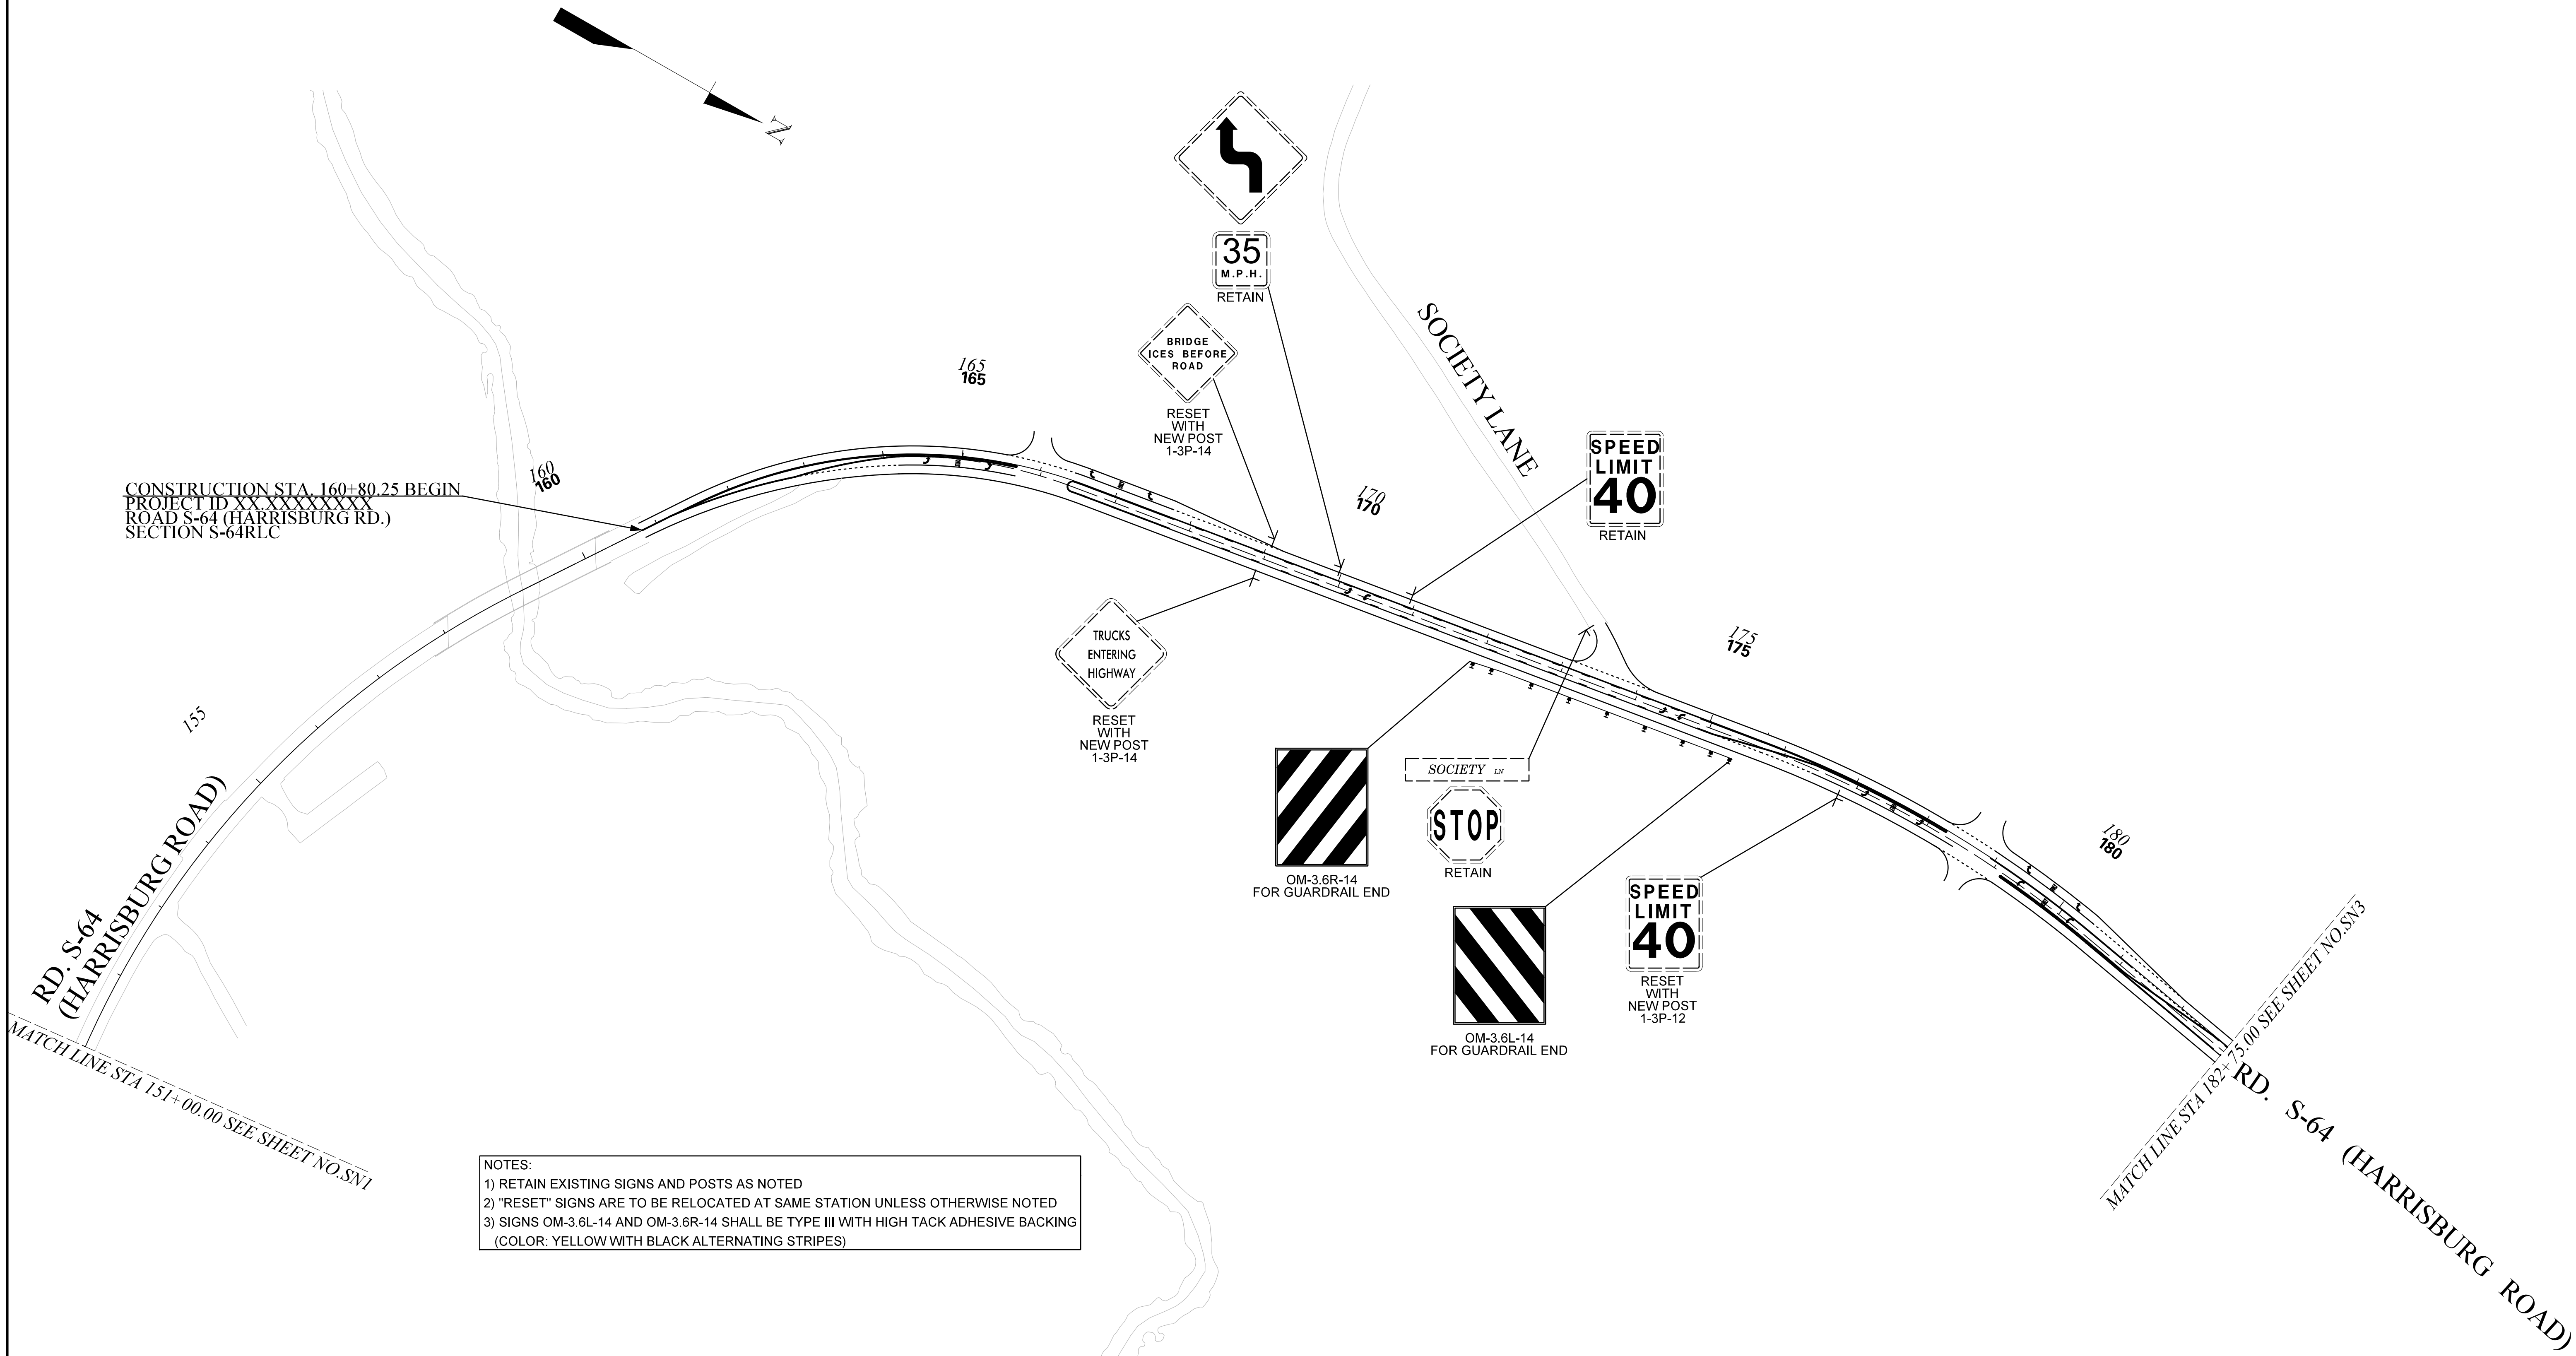 N
35
M.P.H.
RETAIN
BRIDGE
ICES BEFORE
ROAD
RESET
WITH
NEW POST
1-3P-14
SOCIETY LANE
SPEED
LIMIT
40
RETAIN
165
165
170
170
160
160
CONSTRUCTION STA. 160+80.25 BEGIN
PROJECT ID XX.XXXXXXXX
ROAD S-64 (HARRISBURG RD.)
SECTION S-64RLC
TRUCKS
ENTERING
HIGHWAY
RESET
WITH
NEW POST
1-3P-14
175
175
155
SOCIETY LN
STOP
RETAIN
OM-3.6R-14
FOR GUARDRAIL END
180
180
SPEED
LIMIT
40
RESET
WITH
NEW POST
1-3P-12
OM-3.6L-14
FOR GUARDRAIL END
RD. S-64
(HARRISBURG ROAD)
MATCH LINE STA 151+00.00 SEE SHEET NO.SN1
MATCH LINE STA 182+75.00 SEE SHEET NO.SN3
RD. S-64 (HARRISBURG ROAD)
NOTES:
1) RETAIN EXISTING SIGNS AND POSTS AS NOTED
2) "RESET" SIGNS ARE TO BE RELOCATED AT SAME STATION UNLESS OTHERWISE NOTED
3) SIGNS OM-3.6L-14 AND OM-3.6R-14 SHALL BE TYPE III WITH HIGH TACK ADHESIVE BACKING
(COLOR: YELLOW WITH BLACK ALTERNATING STRIPES)